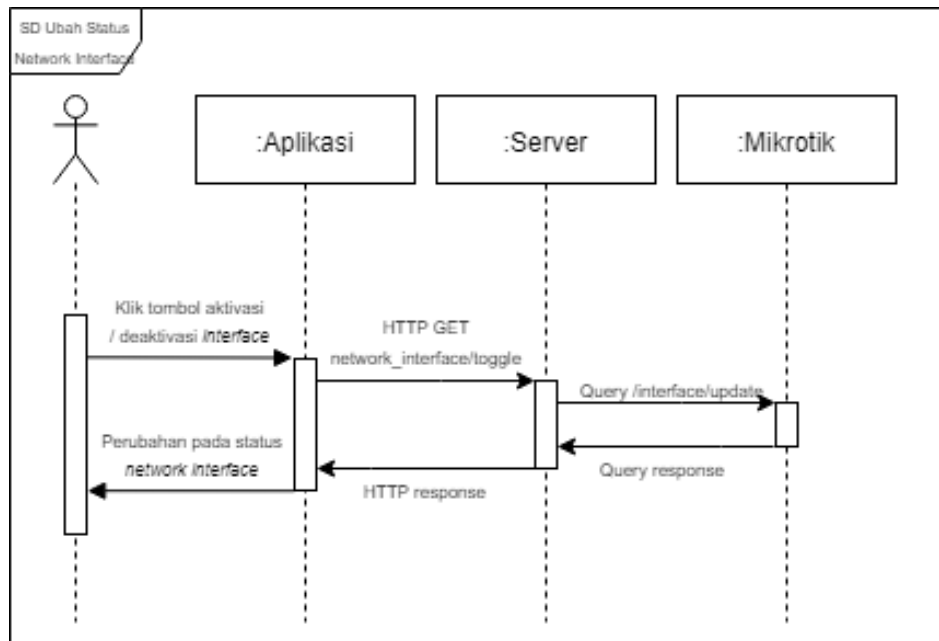 SD Ubah Status
Network Interface
:Aplikasi
:Server
:Mikrotik
Klik tombol aktivasi
/ deaktivasi interface
HTTP GET
network_interface/toggle
Query /interface/update
Perubahan pada status
network interface
Query response
HTTP response